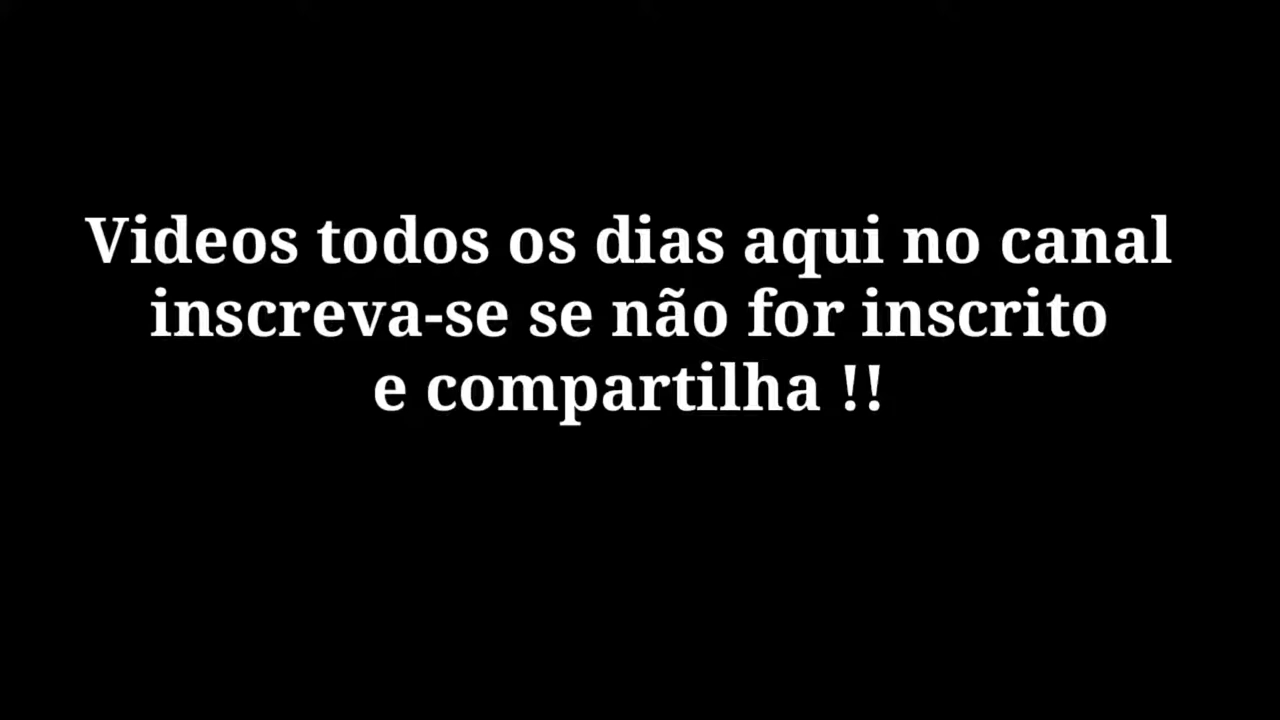 Videos todos os dias aqui no canal
inscreva-se se não for inscrito
e compartilha !!